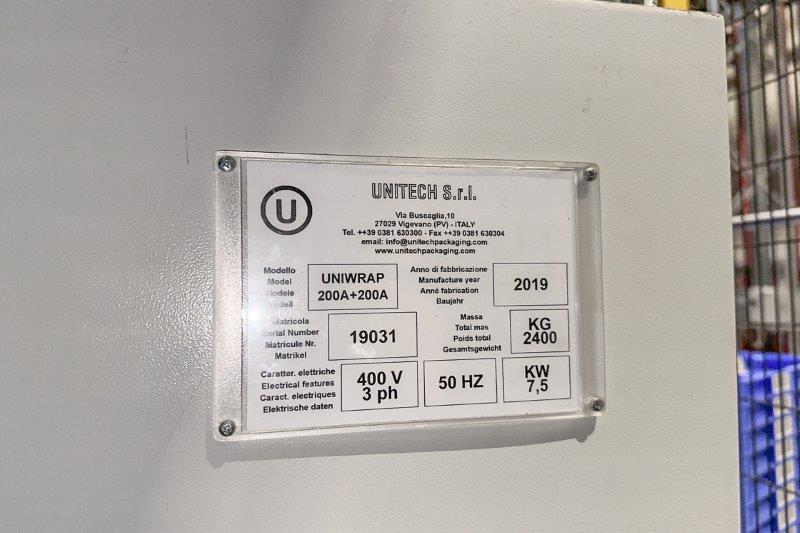 U
UNITECH S.r.l.
Via Buscaglia,10
27029 Vigevano (PV) - ITALY
Tel. ++39 0381 630300 - Fax ++39 0381 630304
email: info@unitechpackaging.com
www.unitechpackaging.com
Modello
Model
Modele
Modell
UNIWRAP
200A+200A
Anno di fabbricazione
Manufacture year
Anné fabrication
Baujahr
2019
Matricola
Serial Number
Matricule Nr.
Matrikel
19031
Massa
Total mas
Poids total
Gesamtsgewicht
KG
2400
Caratter. elettriche
Electrical features
Caract. electriques
Elektrische daten
400 V
3 ph
50 HZ
KW
7,5